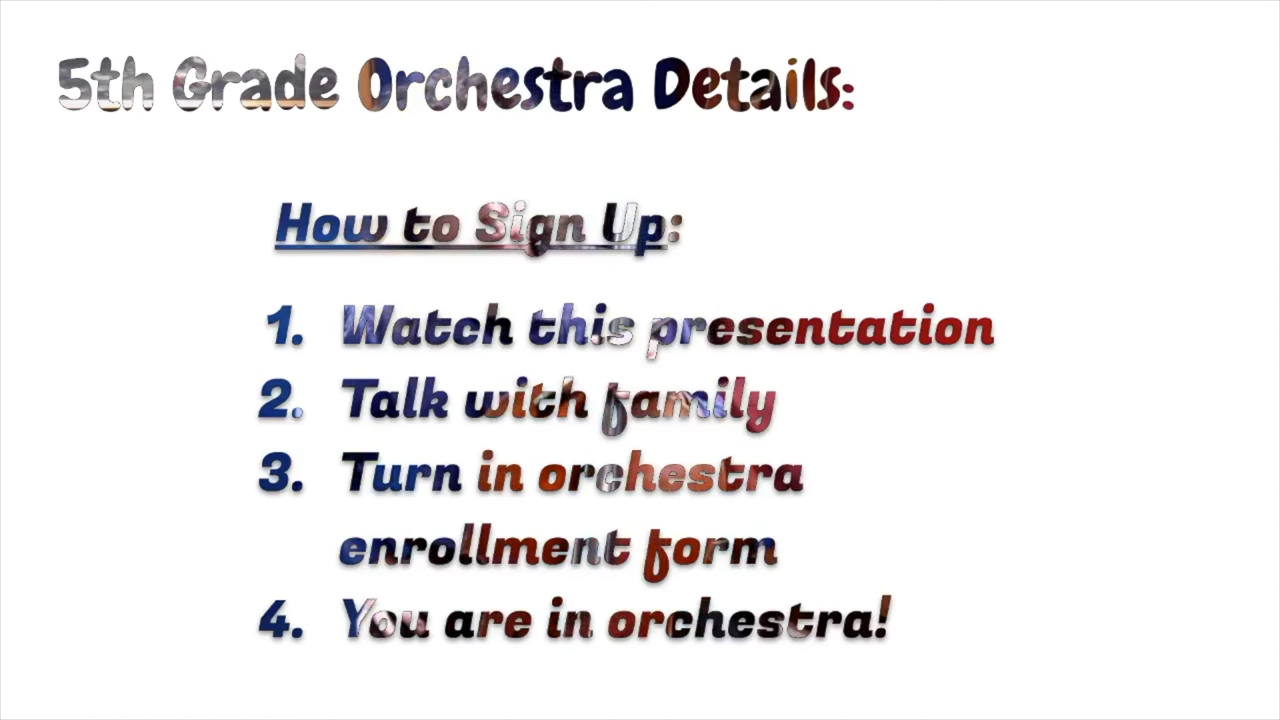 5th Grade Orchestra Details:
How to Sign Up:
1. Watch this presentation
2. Talk with family
3. Turn in orchestra
enrollment form
4. You are in orchestra!